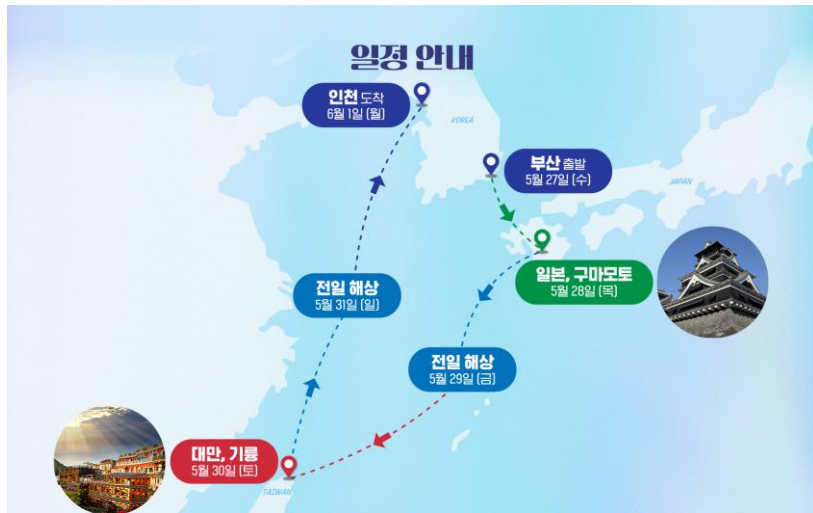 일정 안내
인천 도착
6월 1일 (월)
KOREA
부산 출발
5월 27일 (수)
JAPAN
일본, 구마모토
5월 28일 (목)
전일 해상
5월 31일 (일)
전일 해상
5월 29일 (금)
대만, 기륭
5월 30일 (토)
TAIWAN